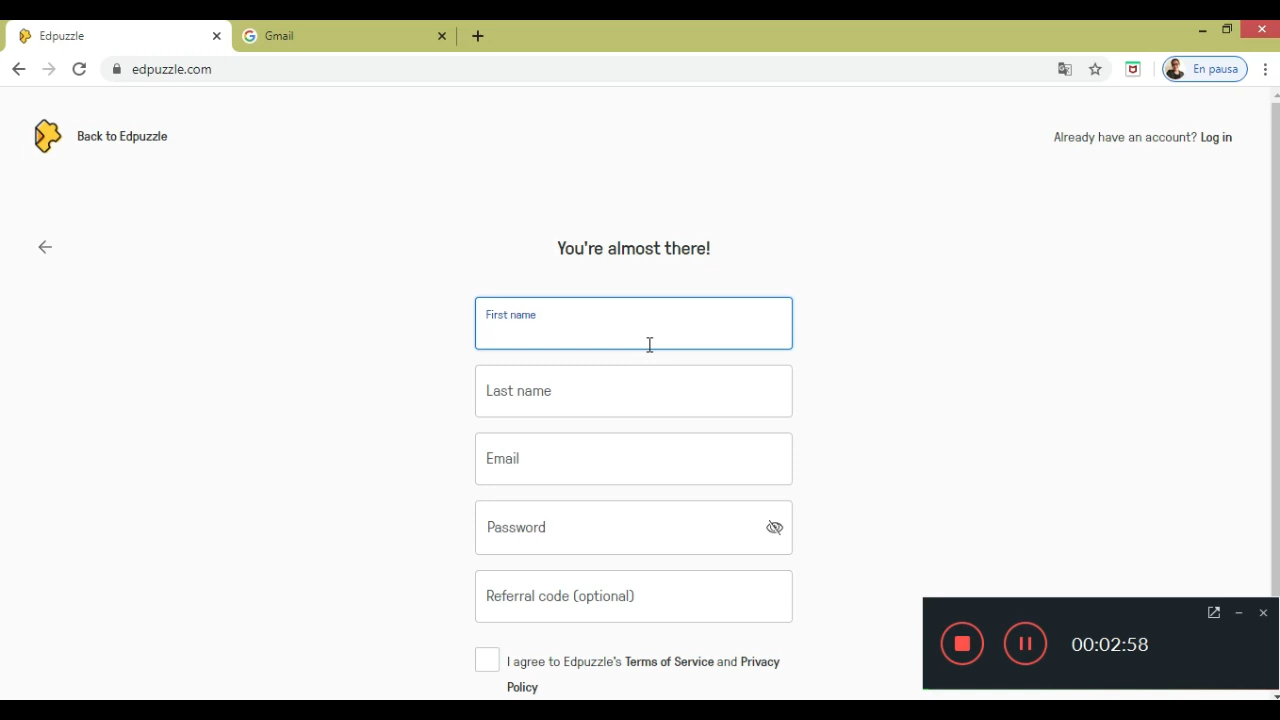 Edpuzzle
Gmail
edpuzzle.com
En pausa
Back to Edpuzzle
Already have an account? Log in
You're almost there!
First name
Last name
Email
Password
Referral code (optional)
I agree to Edpuzzle's Terms of Service and Privacy
Policy
00:02:58